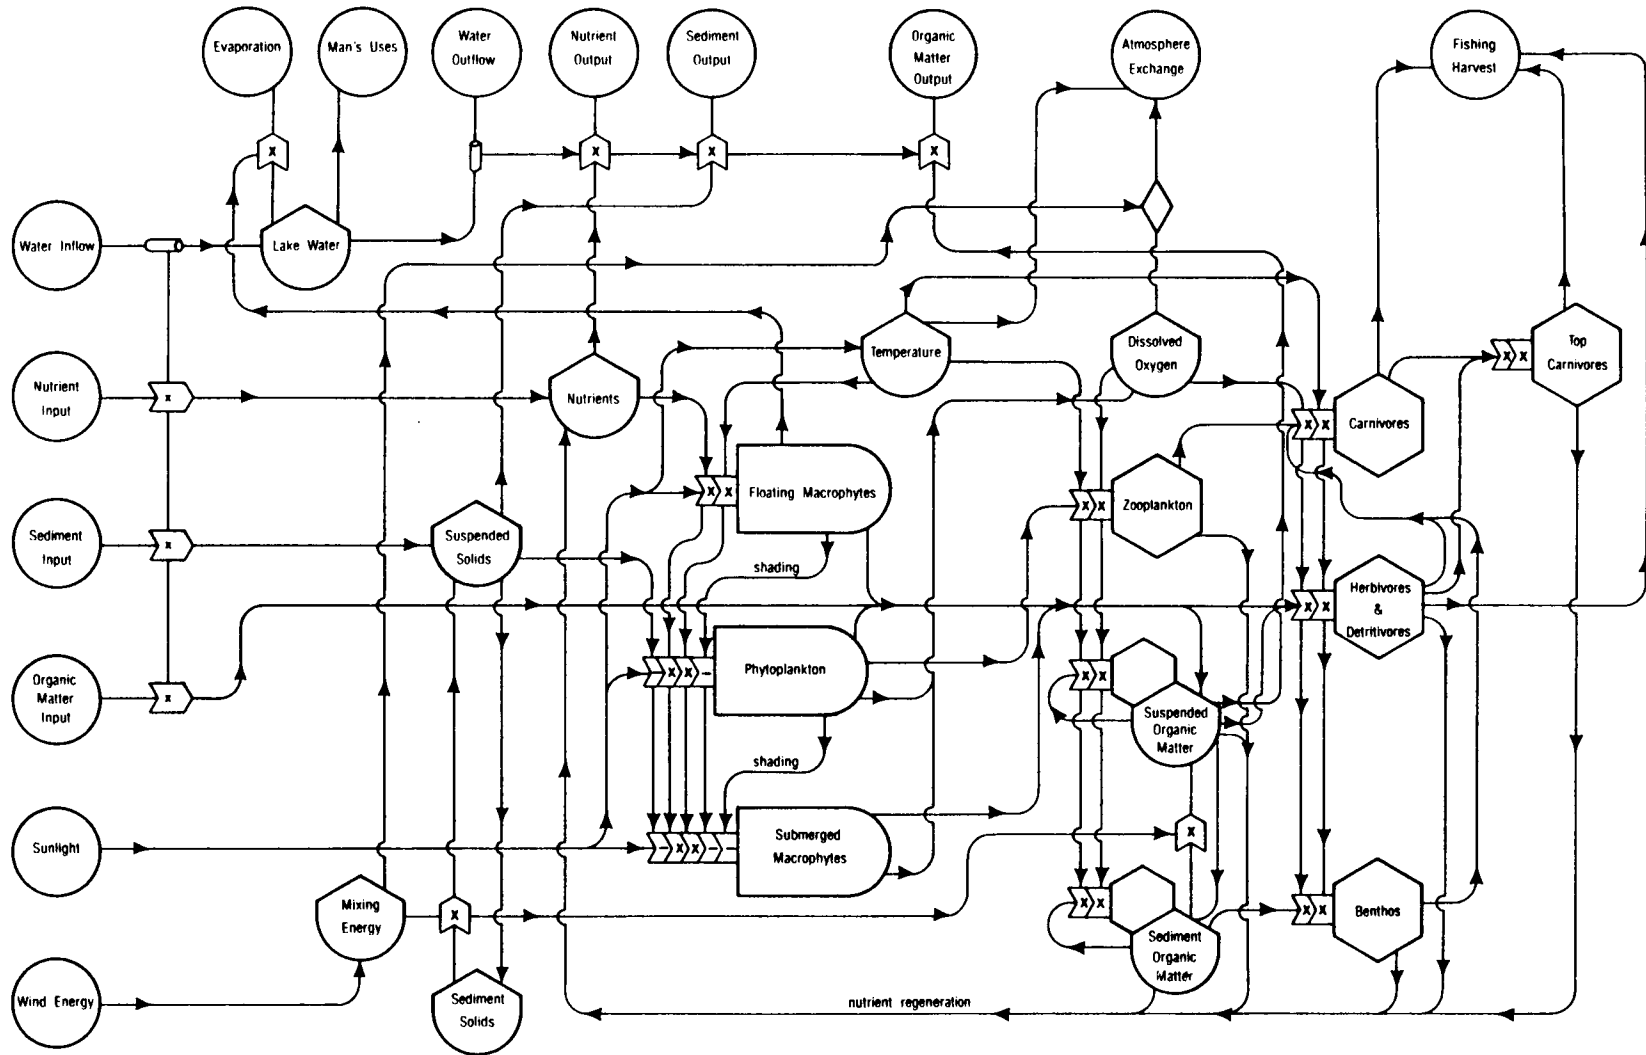 Evaporation
Man's Uses
Water
Outflow
Nutrient
Output
Sediment
Output
Organic
Matter
Output
Atmosphere
Exchange
Fishing
Harvest
x
x
x
x
Water Inflow
Lake Water
Temperature
Dissolved
Oxygen
Top
Carnivores
x x
Nutrient
Input
x
Nutrients
Carnivores
x x
Floating Macrophytes
x x
Zooplankton
x x
Sediment
Input
x
Suspended
Solids
shading
Herbivores
&
Detritivores
x x
Organic
Matter
Input
x
Phytoplankton
- x x -
x x
Suspended
Organic
Matter
shading
Sunlight
- x x - -
Submerged
Macrophytes
x
Mixing
Energy
x
x x
Sediment
Organic
Matter
x x
Benthos
Wind Energy
Sediment
Solids
nutrient regeneration